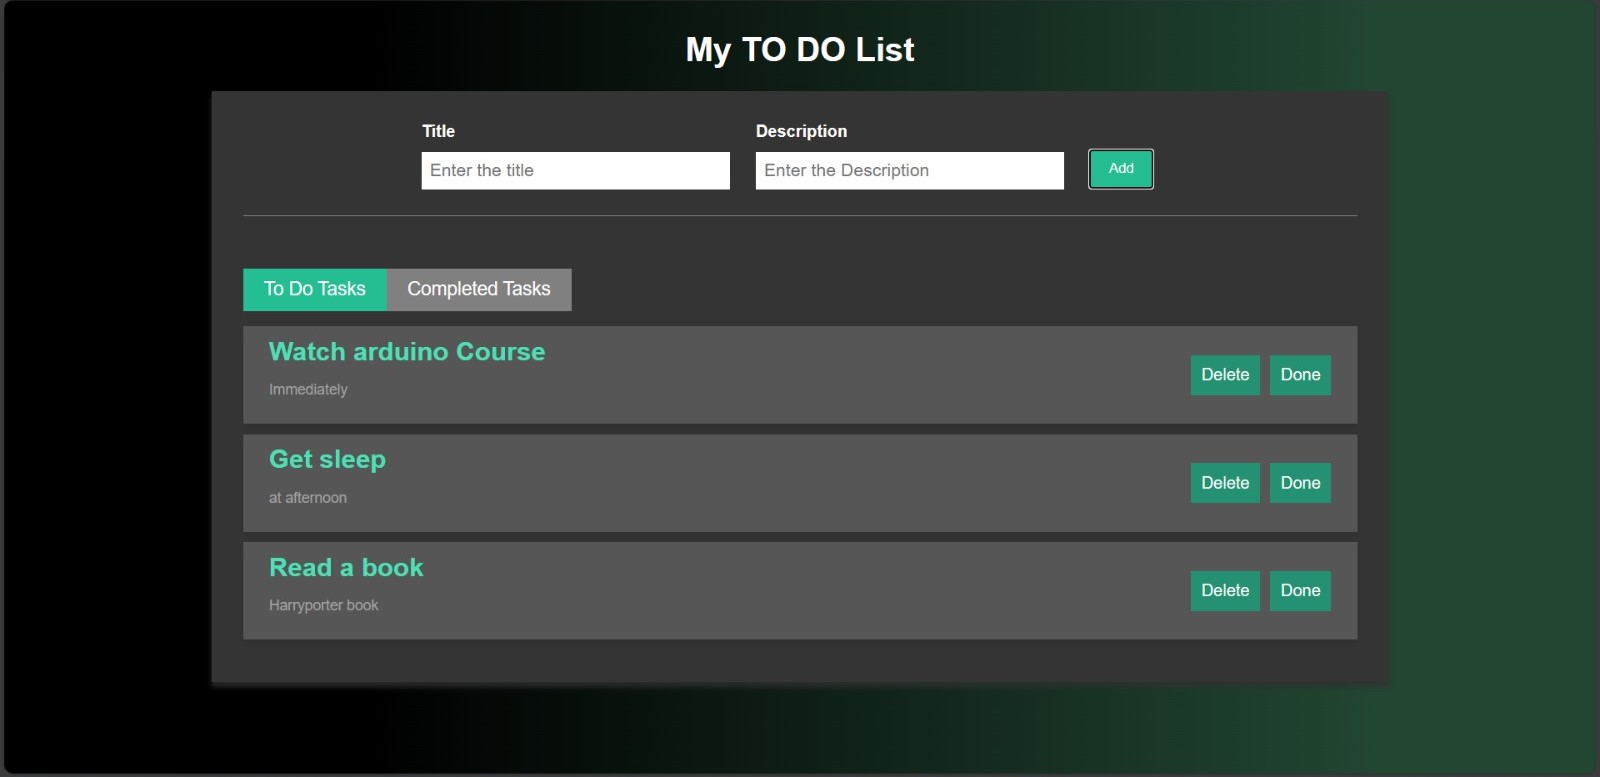 My TO DO List
Title Description
Enter the title Enter the Description Add
To Do Tasks Completed Tasks
Watch arduino Course
Immediately
Delete Done
Get sleep
at afternoon
Delete Done
Read a book
Harryporter book
Delete Done